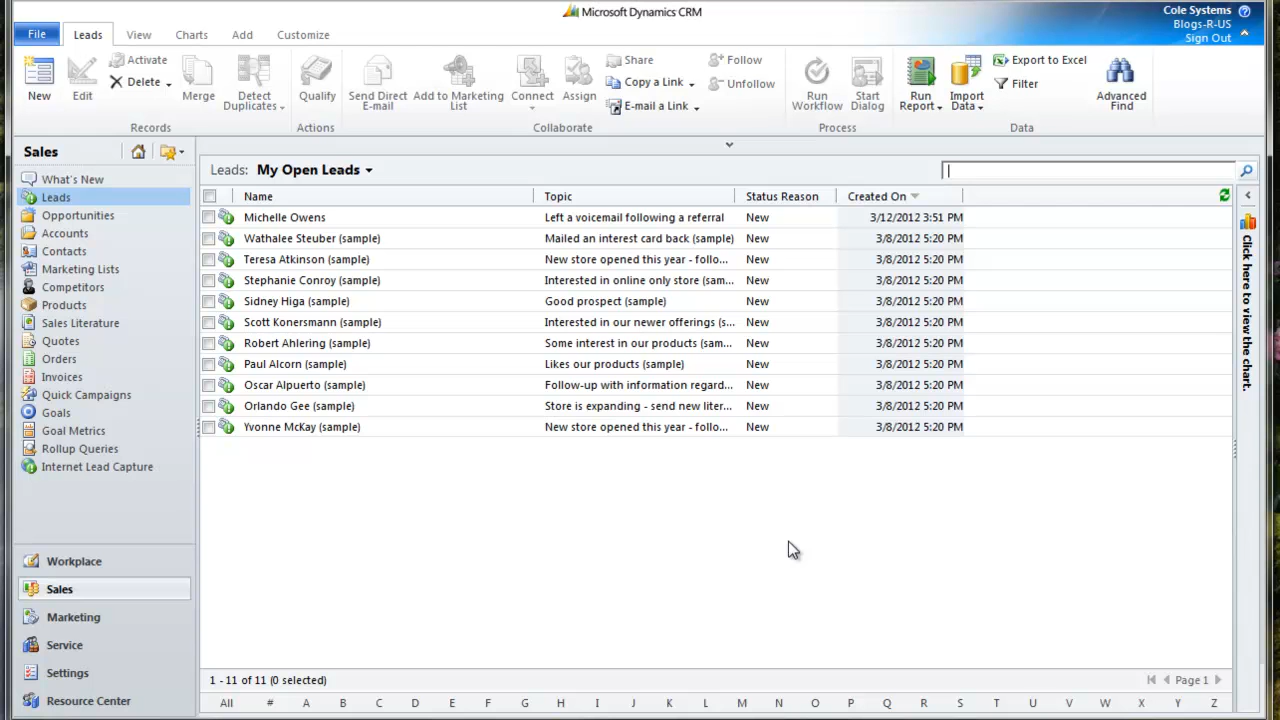 Microsoft Dynamics CRM
Cole Systems
Blogs-R-US
Sign Out
File
Leads
View
Charts
Add
Customize
New
Edit
Activate
Delete
Merge
Detect Duplicates
Records
Qualify
Actions
Send Direct E-mail
Add to Marketing List
Connect
Assign
Share
Copy a Link
E-mail a Link
Follow
Unfollow
Collaborate
Run Workflow
Start Dialog
Process
Run Report
Import Data
Export to Excel
Filter
Advanced Find
Data
Sales
What's New
Leads
Opportunities
Accounts
Contacts
Marketing Lists
Competitors
Products
Sales Literature
Quotes
Orders
Invoices
Quick Campaigns
Goals
Goal Metrics
Rollup Queries
Internet Lead Capture
Workplace
Sales
Marketing
Service
Settings
Resource Center
Leads: My Open Leads
Name Topic Status Reason Created On
Michelle Owens Left a voicemail following a referral New 3/12/2012 3:51 PM
Wathalee Steuber (sample) Mailed an interest card back (sample) New 3/8/2012 5:20 PM
Teresa Atkinson (sample) New store opened this year - follo... New 3/8/2012 5:20 PM
Stephanie Conroy (sample) Interested in online only store (sam... New 3/8/2012 5:20 PM
Sidney Higa (sample) Good prospect (sample) New 3/8/2012 5:20 PM
Scott Konersmann (sample) Interested in our newer offerings (s... New 3/8/2012 5:20 PM
Robert Ahlering (sample) Some interest in our products (sam... New 3/8/2012 5:20 PM
Paul Alcorn (sample) Likes our products (sample) New 3/8/2012 5:20 PM
Oscar Alpuerto (sample) Follow-up with information regard... New 3/8/2012 5:20 PM
Orlando Gee (sample) Store is expanding - send new liter... New 3/8/2012 5:20 PM
Yvonne McKay (sample) New store opened this year - follo... New 3/8/2012 5:20 PM
Click here to view the chart.
1 - 11 of 11 (0 selected)
Page 1
All # A B C D E F G H I J K L M N O P Q R S T U V W X Y Z